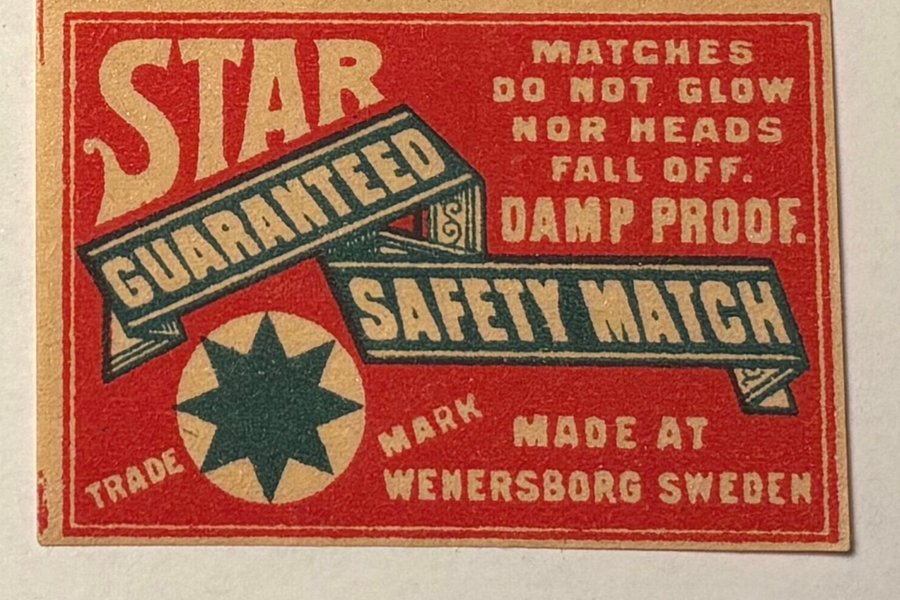 STAR
MATCHES
DO NOT GLOW
NOR HEADS
FALL OFF.
DAMP PROOF.
GUARANTEED
SAFETY MATCH
TRADE MARK
MADE AT
WENERSBORG SWEDEN